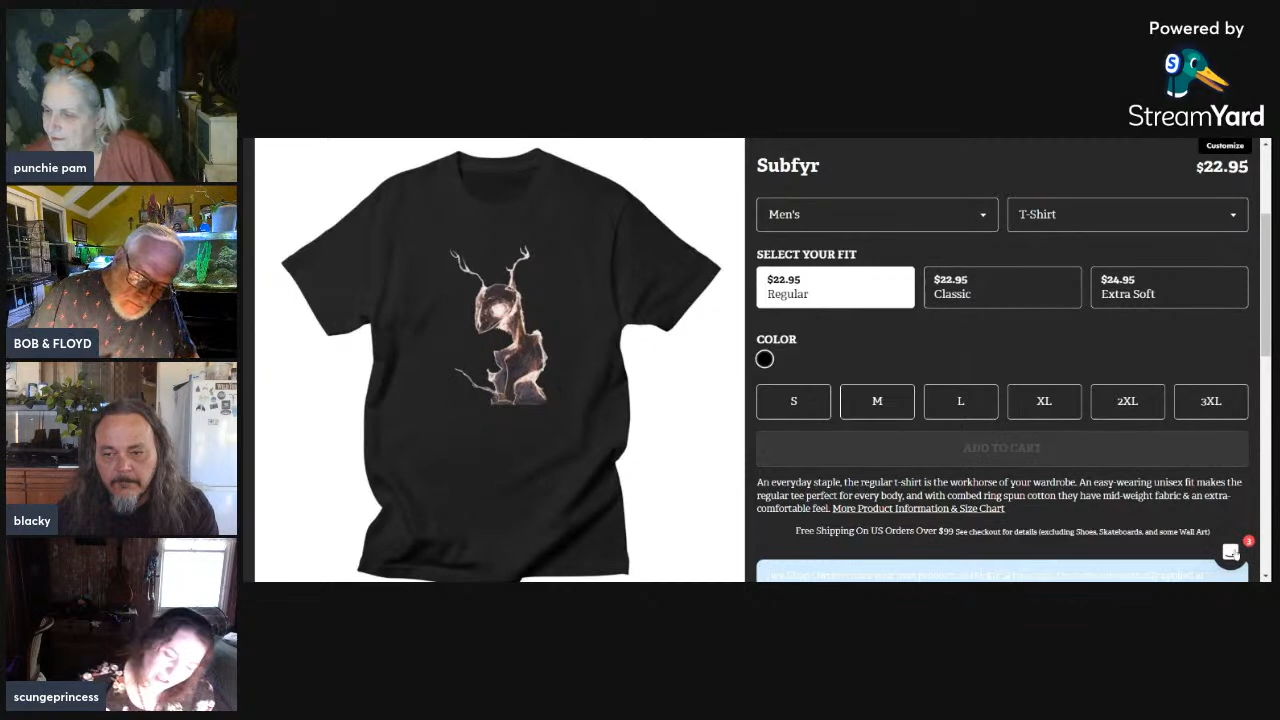 Powered by
S
StreamYard
punchie pam
BOB & FLOYD
blacky
scungeprincess
Customize
Subfyr
$22.95
Men's
T-Shirt
SELECT YOUR FIT
$22.95
Regular
$22.95
Classic
$24.95
Extra Soft
COLOR
S
M
L
XL
2XL
3XL
ADD TO CART
An everyday staple, the regular t-shirt is the workhorse of your wardrobe. An easy-wearing unisex fit makes the
regular tee perfect for every body, and with combed ring spun cotton they have mid-weight fabric & an extra-
comfortable feel. More Product Information & Size Chart
Free Shipping On US Orders Over $99 See checkout for details (excluding Shoes, Skateboards, and some Wall Art)
3